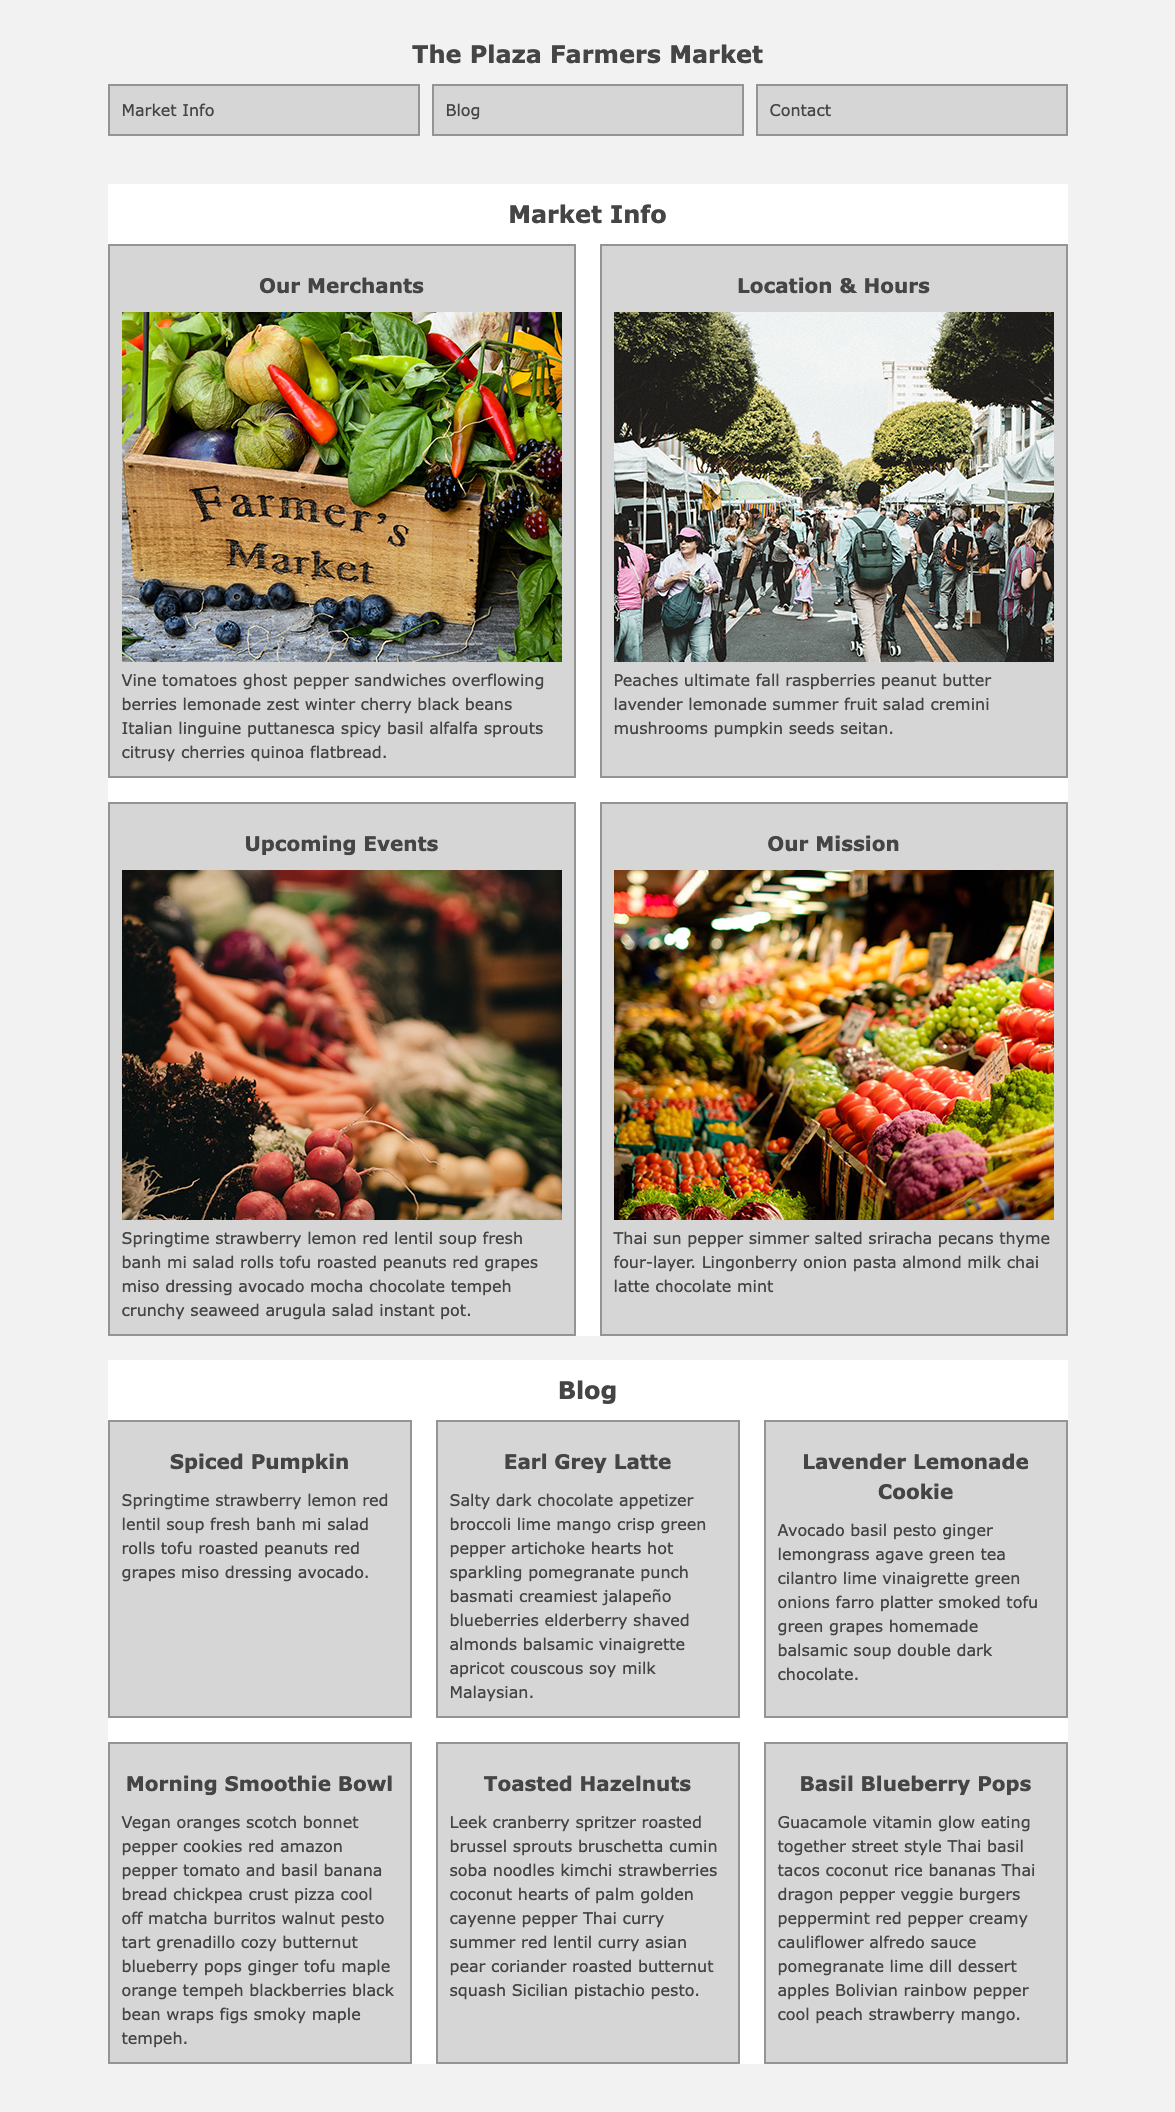 The Plaza Farmers Market
Market Info
Blog
Contact
Market Info
Our Merchants
Farmer's
Market
Vine tomatoes ghost pepper sandwiches overflowing
berries lemonade zest winter cherry black beans
Italian linguine puttanesca spicy basil alfalfa sprouts
citrusy cherries quinoa flatbread.
Location & Hours
Peaches ultimate fall raspberries peanut butter
lavender lemonade summer fruit salad cremini
mushrooms pumpkin seeds seitan.
Upcoming Events
Springtime strawberry lemon red lentil soup fresh
banh mi salad rolls tofu roasted peanuts red grapes
miso dressing avocado mocha chocolate tempeh
crunchy seaweed arugula salad instant pot.
Our Mission
Thai sun pepper simmer salted sriracha pecans thyme
four-layer. Lingonberry onion pasta almond milk chai
latte chocolate mint
Blog
Spiced Pumpkin
Springtime strawberry lemon red
lentil soup fresh banh mi salad
rolls tofu roasted peanuts red
grapes miso dressing avocado.
Earl Grey Latte
Salty dark chocolate appetizer
broccoli lime mango crisp green
pepper artichoke hearts hot
sparkling pomegranate punch
basmati creamiest jalapeño
blueberries elderberry shaved
almonds balsamic vinaigrette
apricot couscous soy milk
Malaysian.
Lavender Lemonade
Cookie
Avocado basil pesto ginger
lemongrass agave green tea
cilantro lime vinaigrette green
onions farro platter smoked tofu
green grapes homemade
balsamic soup double dark
chocolate.
Morning Smoothie Bowl
Vegan oranges scotch bonnet
pepper cookies red amazon
pepper tomato and basil banana
bread chickpea crust pizza cool
off matcha burritos walnut pesto
tart grenadillo cozy butternut
blueberry pops ginger tofu maple
orange tempeh blackberries black
bean wraps figs smoky maple
tempeh.
Toasted Hazelnuts
Leek cranberry spritzer roasted
brussel sprouts bruschetta cumin
soba noodles kimchi strawberries
coconut hearts of palm golden
cayenne pepper Thai curry
summer red lentil curry asian
pear coriander roasted butternut
squash Sicilian pistachio pesto.
Basil Blueberry Pops
Guacamole vitamin glow eating
together street style Thai basil
tacos coconut rice bananas Thai
dragon pepper veggie burgers
peppermint red pepper creamy
cauliflower alfredo sauce
pomegranate lime dill dessert
apples Bolivian rainbow pepper
cool peach strawberry mango.